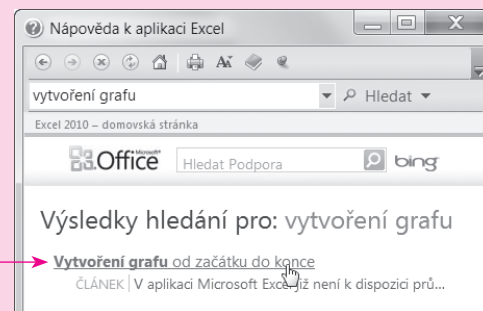 Nápověda k aplikaci Excel
vytvoření grafu
Hledat
Excel 2010 – domovská stránka
Microsoft
Office
Hledat Podpora
bing
Výsledky hledání pro: vytvoření grafu
Vytvoření grafu od začátku do konce
ČLÁNEK | V aplikaci Microsoft Excel již není k dispozici prů...